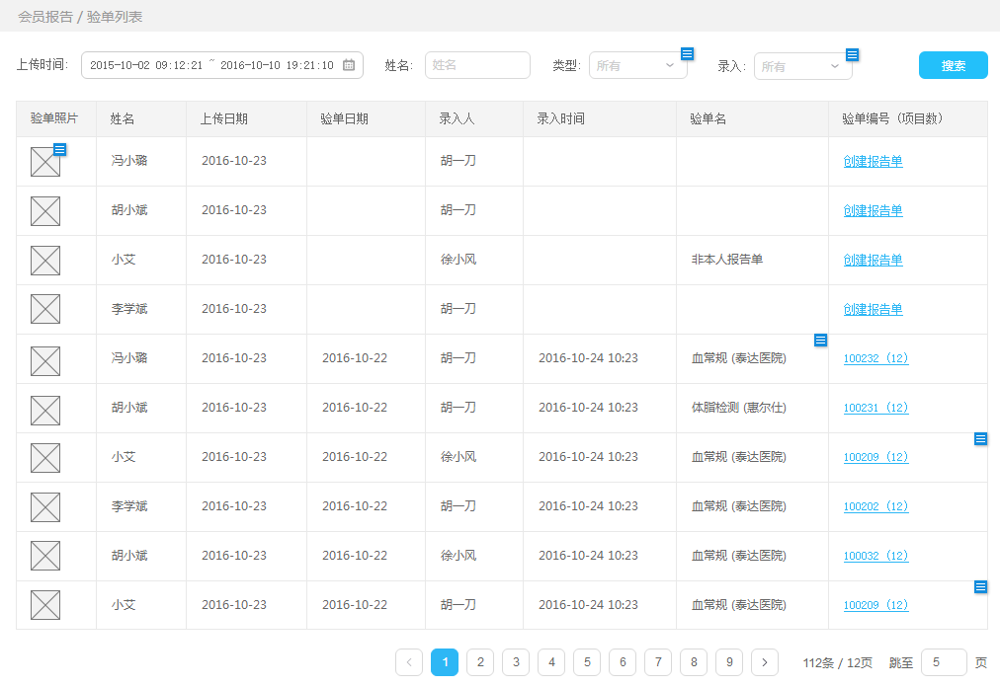 会员报告 / 验单列表
上传时间: 2015-10-02 09:12:21 ~ 2016-10-10 19:21:10 姓名: 姓名 类型: 所有 录入: 所有 搜索
验单照片 姓名 上传日期 验单日期 录入人 录入时间 验单名 验单编号（项目数）
冯小璐 2016-10-23 胡一刀 创建报告单
胡小斌 2016-10-23 胡一刀 创建报告单
小艾 2016-10-23 徐小风 非本人报告单 创建报告单
李学斌 2016-10-23 胡一刀 创建报告单
冯小璐 2016-10-23 2016-10-22 胡一刀 2016-10-24 10:23 血常规 (泰达医院) 100232 (12)
胡小斌 2016-10-23 2016-10-22 胡一刀 2016-10-24 10:23 体脂检测 (惠尔仕) 100231 (12)
小艾 2016-10-23 2016-10-22 徐小风 2016-10-24 10:23 血常规 (泰达医院) 100209 (12)
李学斌 2016-10-23 2016-10-22 胡一刀 2016-10-24 10:23 血常规 (泰达医院) 100202 (12)
胡小斌 2016-10-23 2016-10-22 徐小风 2016-10-24 10:23 血常规 (泰达医院) 100032 (12)
小艾 2016-10-23 2016-10-22 胡一刀 2016-10-24 10:23 血常规 (泰达医院) 100209 (12)
< 1 2 3 4 5 6 7 8 9 > 112条 / 12页 跳至 5 页